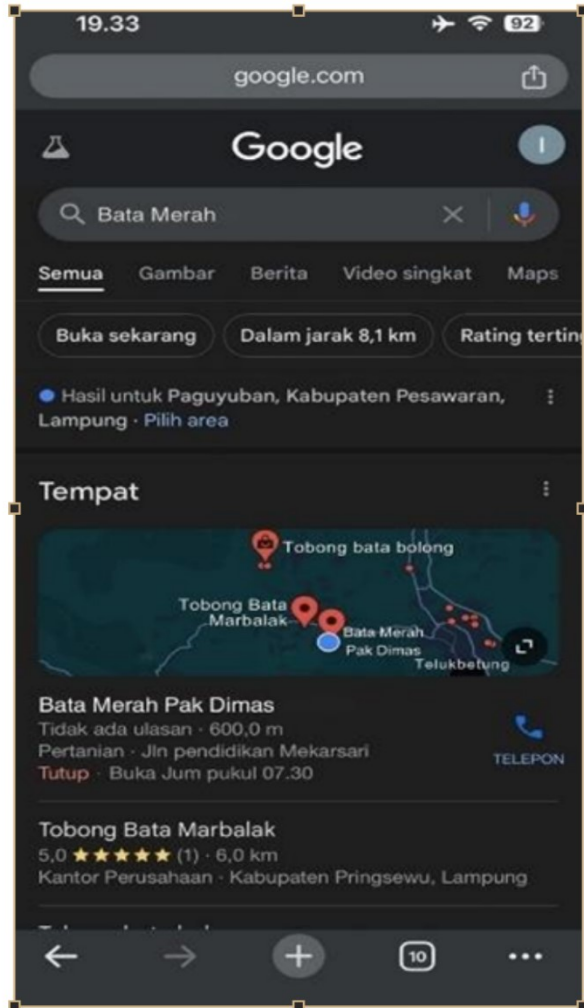 19.33
92
google.com
Google
I
Bata Merah
Semua Gambar Berita Video singkat Maps
Buka sekarang Dalam jarak 8,1 km Rating terting
Hasil untuk Paguyuban, Kabupaten Pesawaran,
Lampung · Pilih area
Tempat
Tobong bata bolong
Tobong Bata
Marbalak
Bata Merah
Pak Dimas
Telukbetung
Bata Merah Pak Dimas
Tidak ada ulasan · 600,0 m
Pertanian · Jln pendidikan Mekarsari
Tutup · Buka Jum pukul 07.30
TELEPON
Tobong Bata Marbalak
5,0 ★★★★★ (1) · 6,0 km
Kantor Perusahaan · Kabupaten Pringsewu, Lampung
10